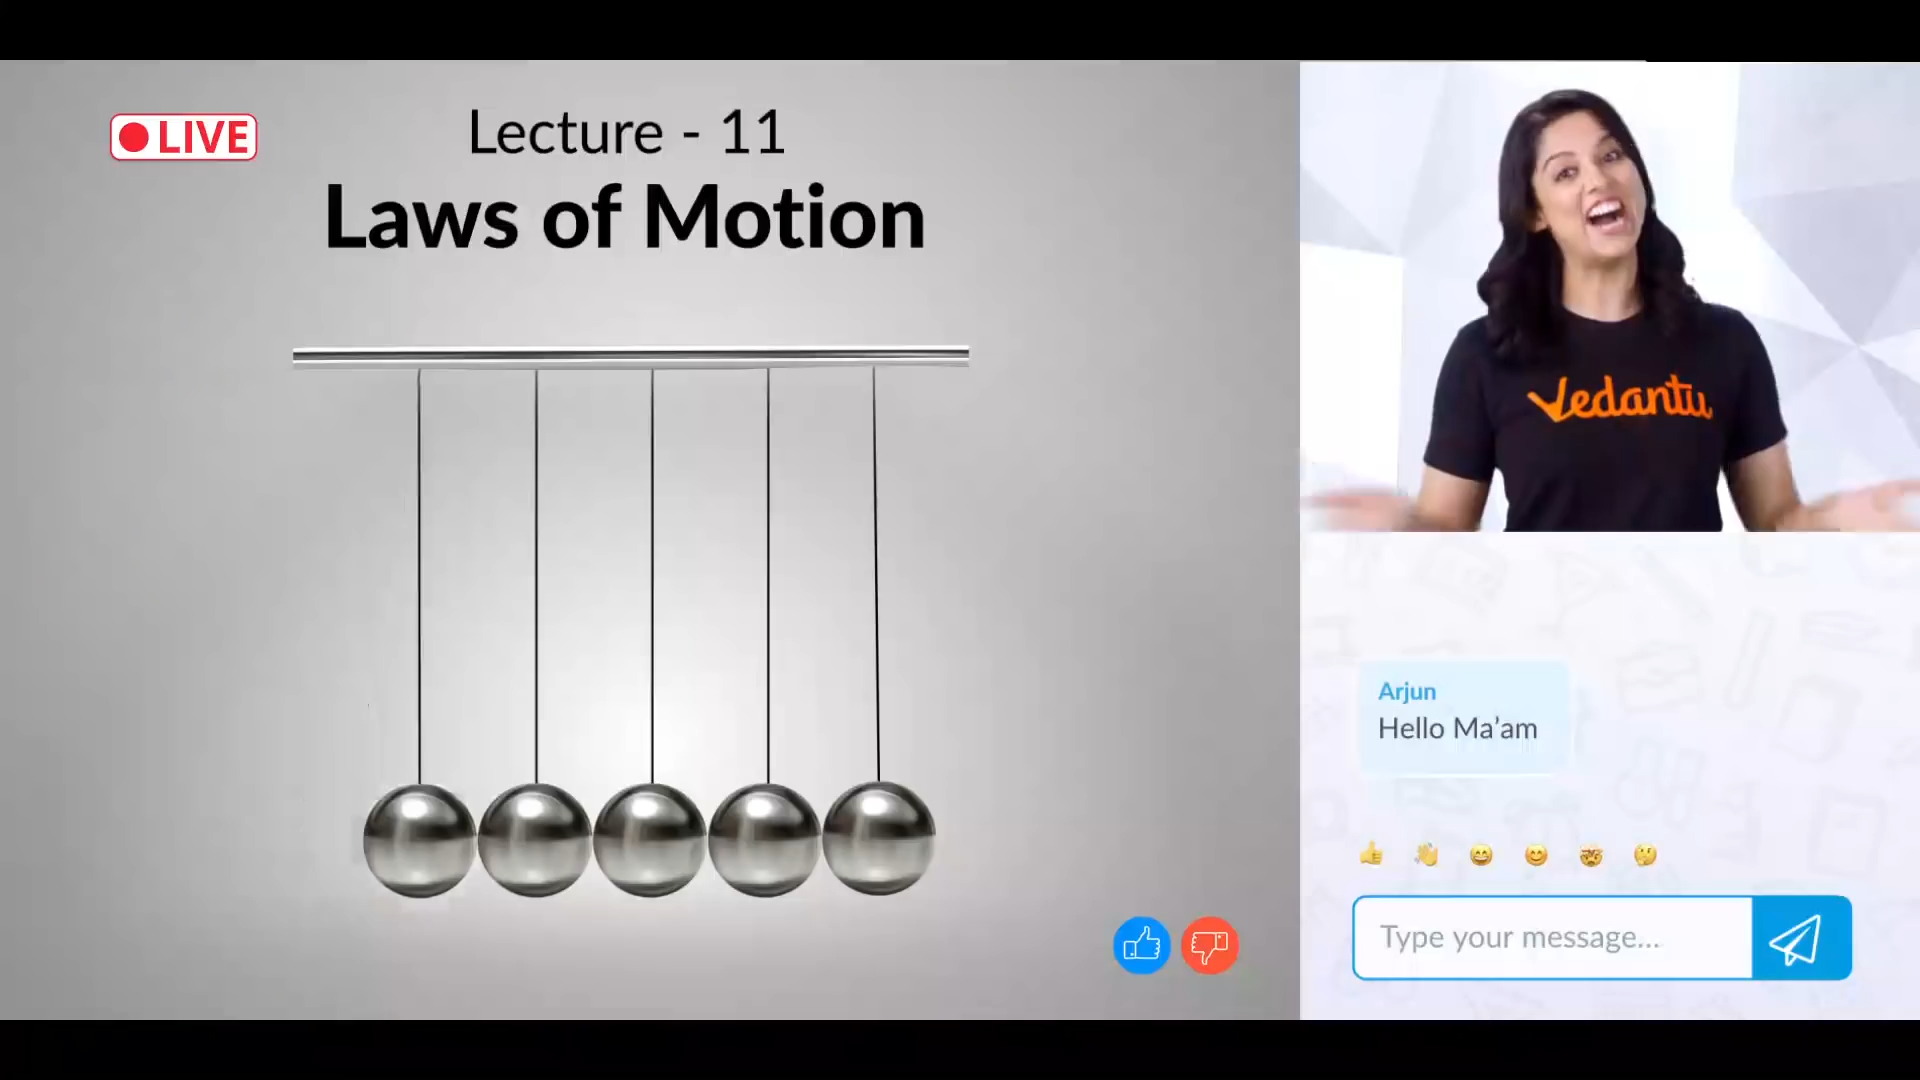 LIVE
Lecture - 11
Laws of Motion
Vedantu
Arjun
Hello Ma’am
Type your message...